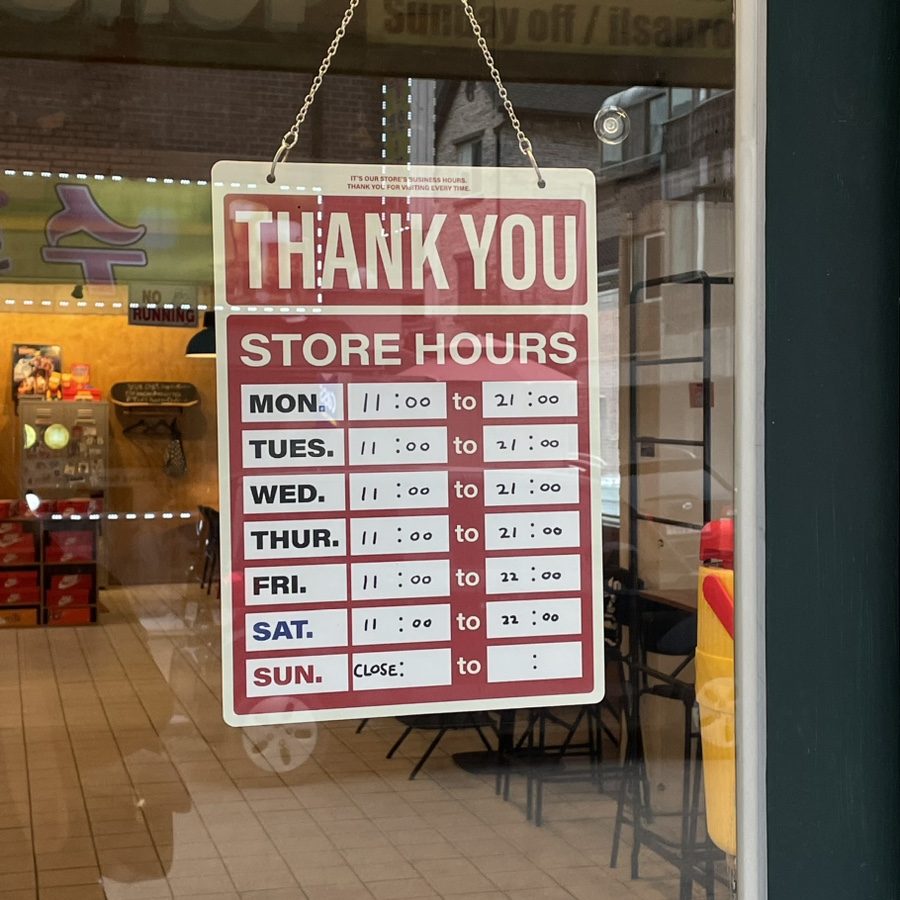 Sunday off / ilsanro
IT'S OUR STORE'S BUSINESS HOURS.
THANK YOU FOR VISITING EVERY TIME.
THANK YOU
수
NO
RUNNING
STORE HOURS
MON. 11:00 to 21:00
TUES. 11:00 to 21:00
WED. 11:00 to 21:00
THUR. 11:00 to 21:00
FRI. 11:00 to 22:00
SAT. 11:00 to 22:00
SUN. CLOSE: to :